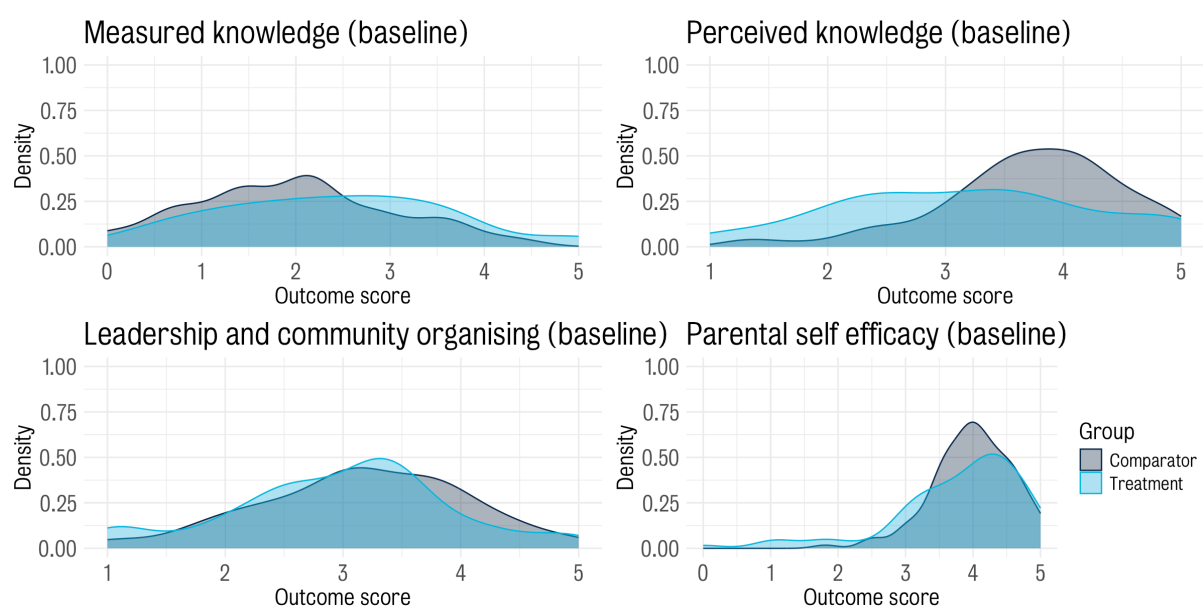 Measured knowledge (baseline)
1.00
0.75
0.50
0.25
0.00
Density
0 1 2 3 4 5
Outcome score
Perceived knowledge (baseline)
1.00
0.75
0.50
0.25
0.00
Density
1 2 3 4 5
Outcome score
Leadership and community organising (baseline)
1.00
0.75
0.50
0.25
0.00
Density
1 2 3 4 5
Outcome score
Parental self efficacy (baseline)
1.00
0.75
0.50
0.25
0.00
Density
0 1 2 3 4 5
Outcome score
Group
Comparator
Treatment